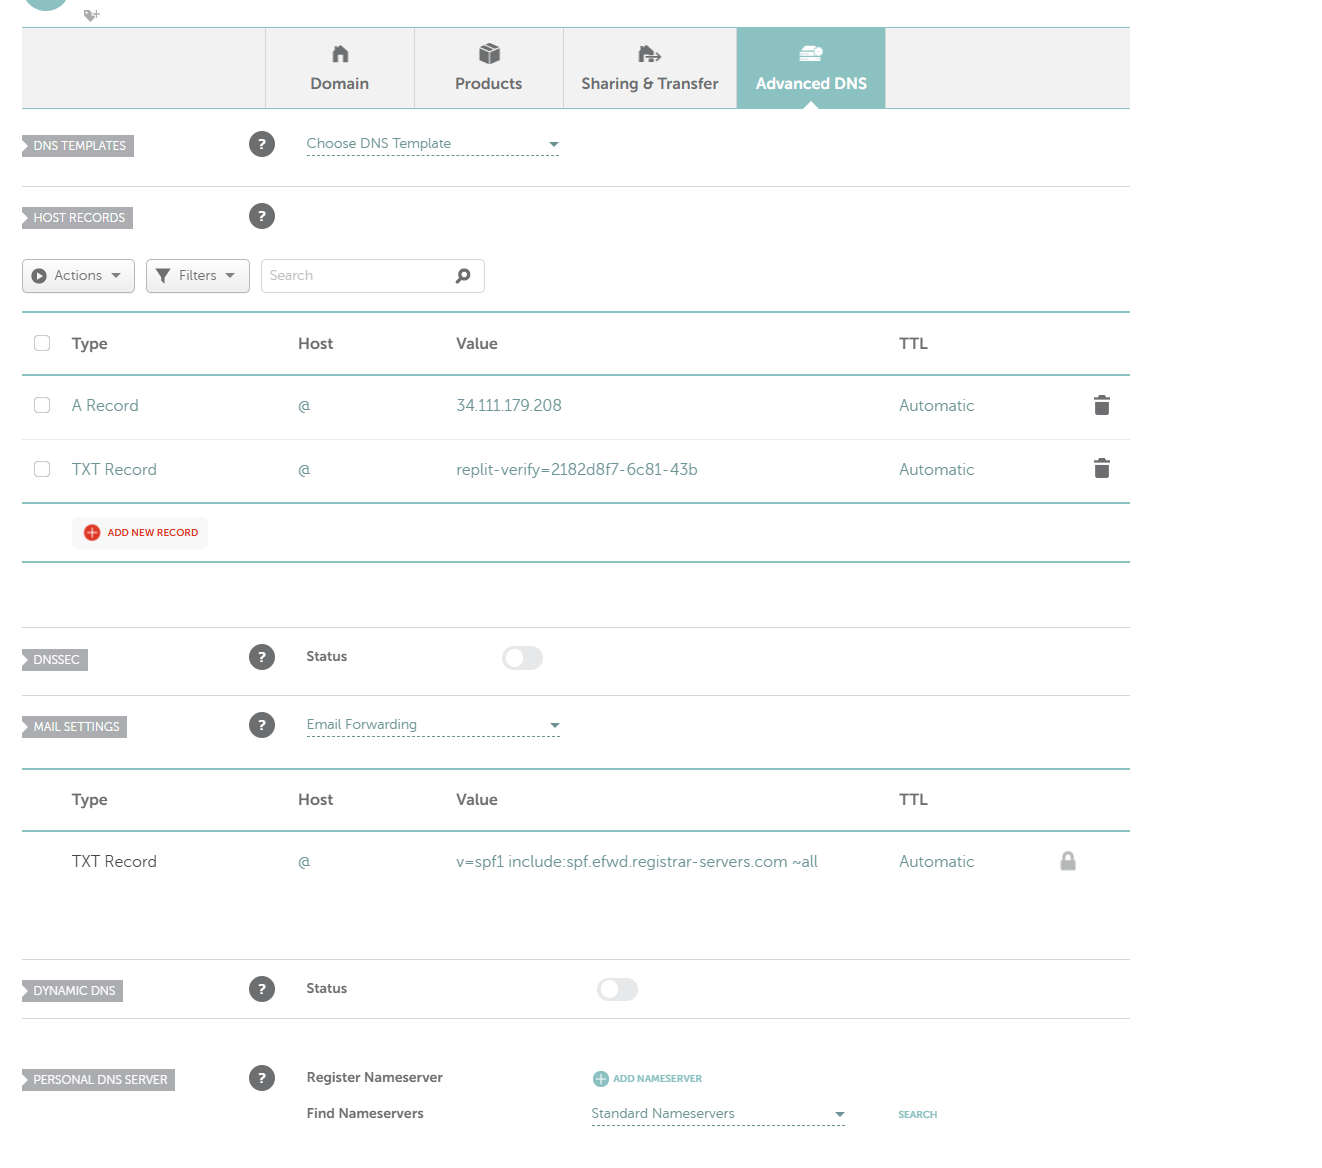 Domain
Products
Sharing & Transfer
Advanced DNS
DNS TEMPLATES
?
Choose DNS Template
HOST RECORDS
?
Actions
Filters
Search
Type Host Value TTL
A Record @ 34.111.179.208 Automatic
TXT Record @ replit-verify=2182d8f7-6c81-43b Automatic
ADD NEW RECORD
DNSSEC
?
Status
MAIL SETTINGS
?
Email Forwarding
Type Host Value TTL
TXT Record @ v=spf1 include:spf.efwd.registrar-servers.com ~all Automatic
DYNAMIC DNS
?
Status
PERSONAL DNS SERVER
?
Register Nameserver
ADD NAMESERVER
Find Nameservers
Standard Nameservers
SEARCH